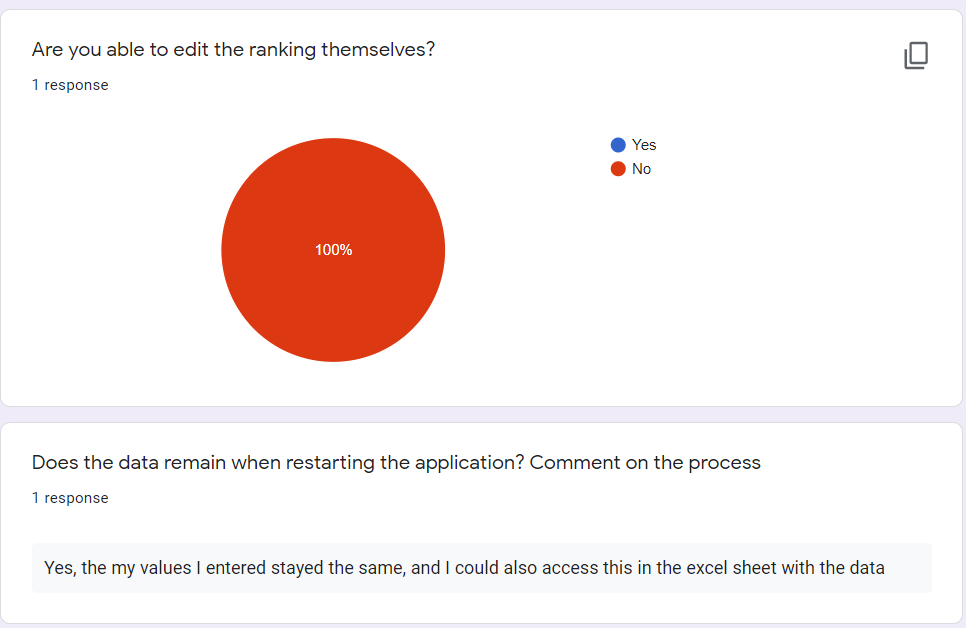 Are you able to edit the ranking themselves?
1 response
Yes
No
100%
Does the data remain when restarting the application? Comment on the process
1 response
Yes, the my values I entered stayed the same, and I could also access this in the excel sheet with the data